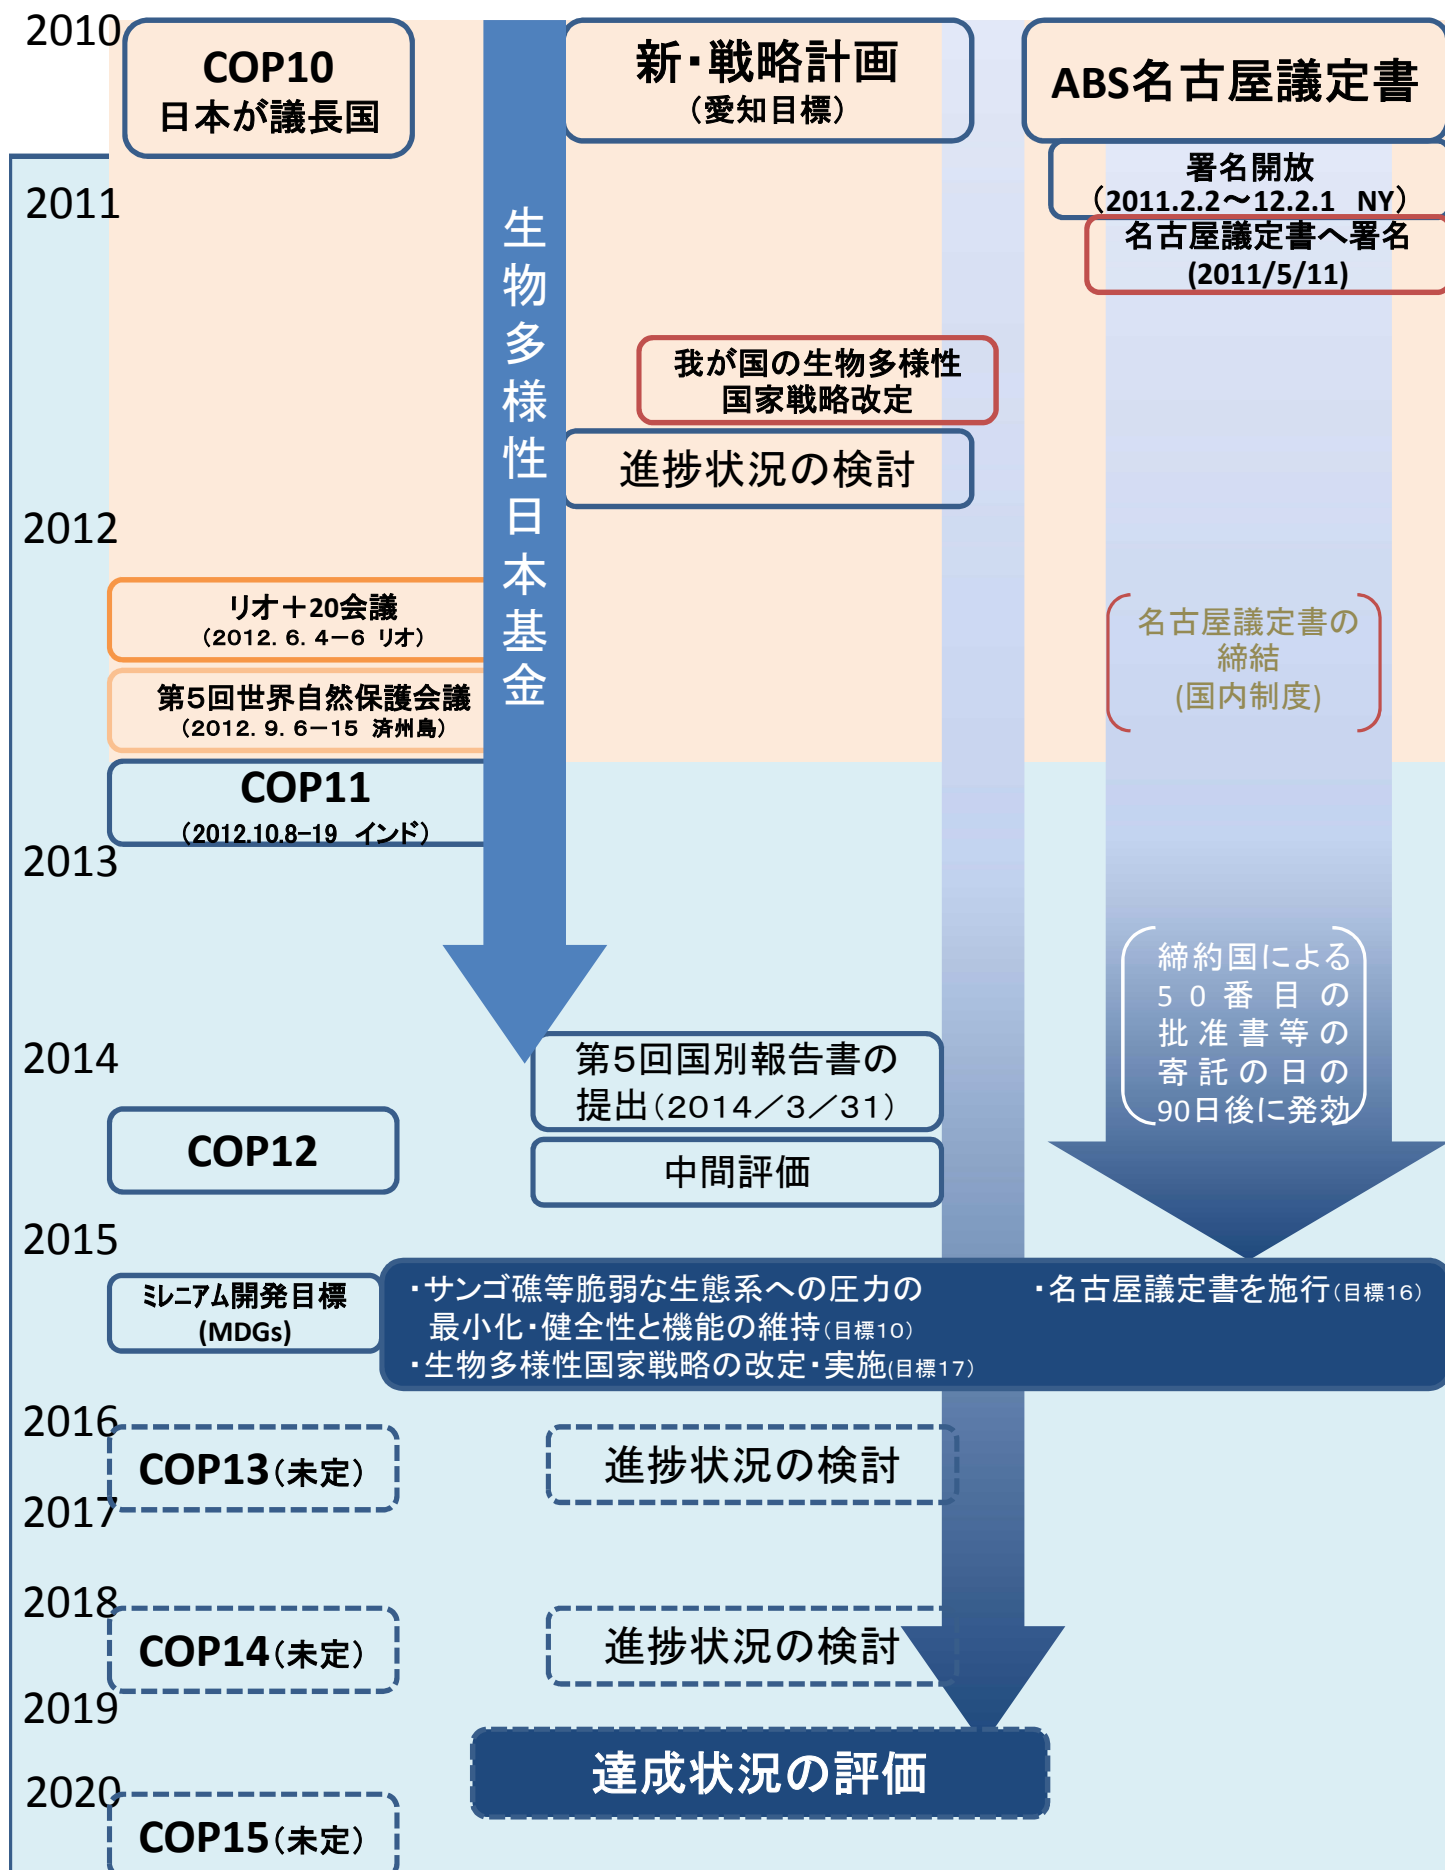 2010
COP10
日本が議長国
新・戦略計画
（愛知目標）
ABS名古屋議定書
署名開放
（2011.2.2～12.2.1 NY）
2011
名古屋議定書へ署名
(2011/5/11)
生物多様性日本基金
我が国の生物多様性
国家戦略改定
進捗状況の検討
2012
リオ＋20会議
（2012．6．4－6 リオ）
名古屋議定書の
締結
(国内制度)
第5回世界自然保護会議
（2012．9．6－15 済州島）
COP11
（2012.10.8-19 インド）
2013
締約国による
50番目の
批准書等の
寄託の日の
90日後に発効
2014
第5回国別報告書の
提出（2014／3／31）
COP12
中間評価
2015
ミレニアム開発目標
(MDGs)
・サンゴ礁等脆弱な生態系への圧力の
最小化・健全性と機能の維持（目標10）
・生物多様性国家戦略の改定・実施(目標17）
・名古屋議定書を施行（目標16）
2016
COP13（未定）
進捗状況の検討
2017
2018
COP14（未定）
進捗状況の検討
2019
達成状況の評価
2020
COP15（未定）